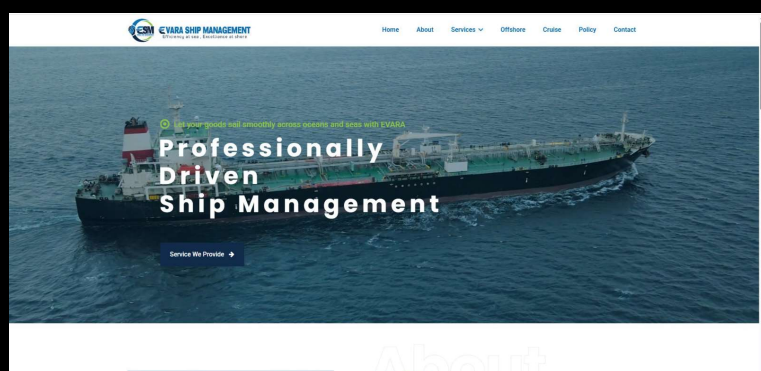 ESM EVARA SHIP MANAGEMENT
Efficiency at sea, Excellence at shore
Home About Services Offshore Cruise Policy Contact
Let your goods sail smoothly across oceans and seas with EVARA
Professionally
Driven
Ship Management
Service We Provide
About